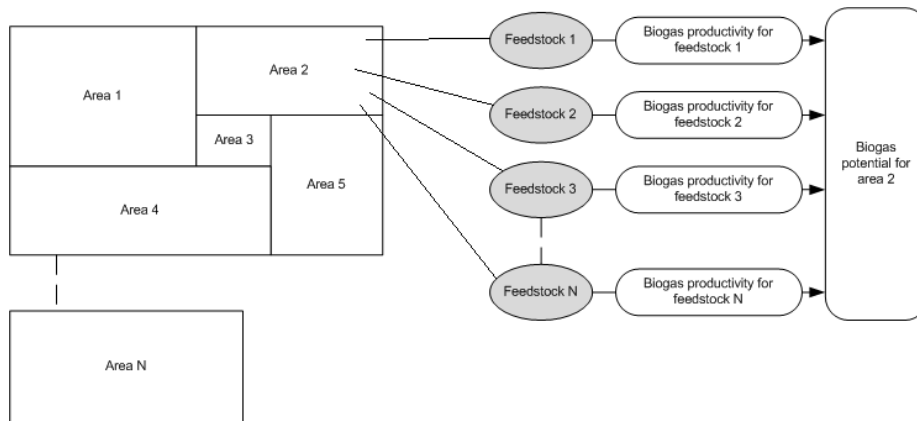 Area 1
Area 2
Area 3
Area 4
Area 5
Area N
Feedstock 1
Biogas productivity for
feedstock 1
Feedstock 2
Biogas productivity for
feedstock 2
Feedstock 3
Biogas productivity for
feedstock 3
Feedstock N
Biogas productivity for
feedstock N
Biogas
potential for
area 2